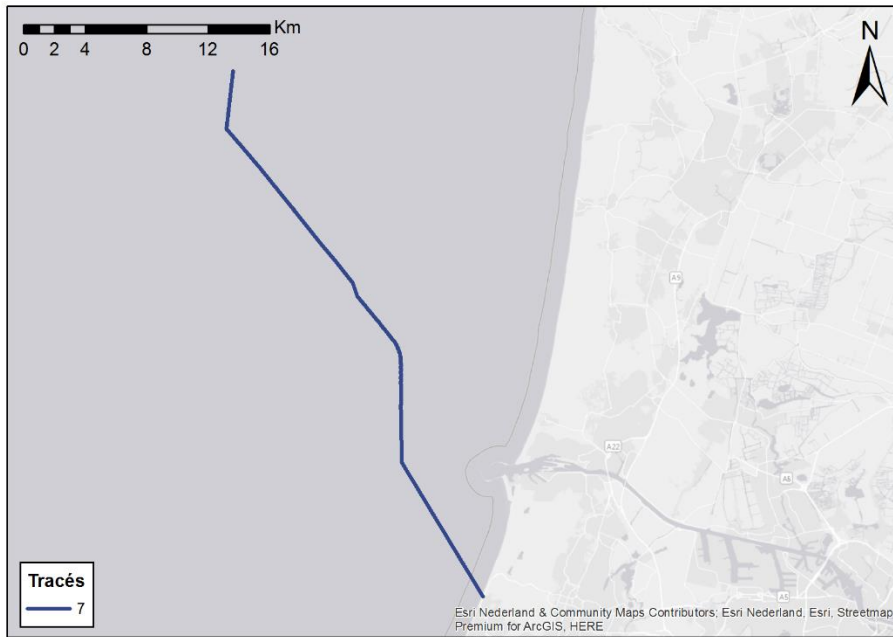 Km
0 2 4 8 12 16
N
A9
A22
A8
A5
Tracés
7
Esri Nederland & Community Maps Contributors; Esri Nederland, Esri, Streetmap
Premium for ArcGIS, HERE